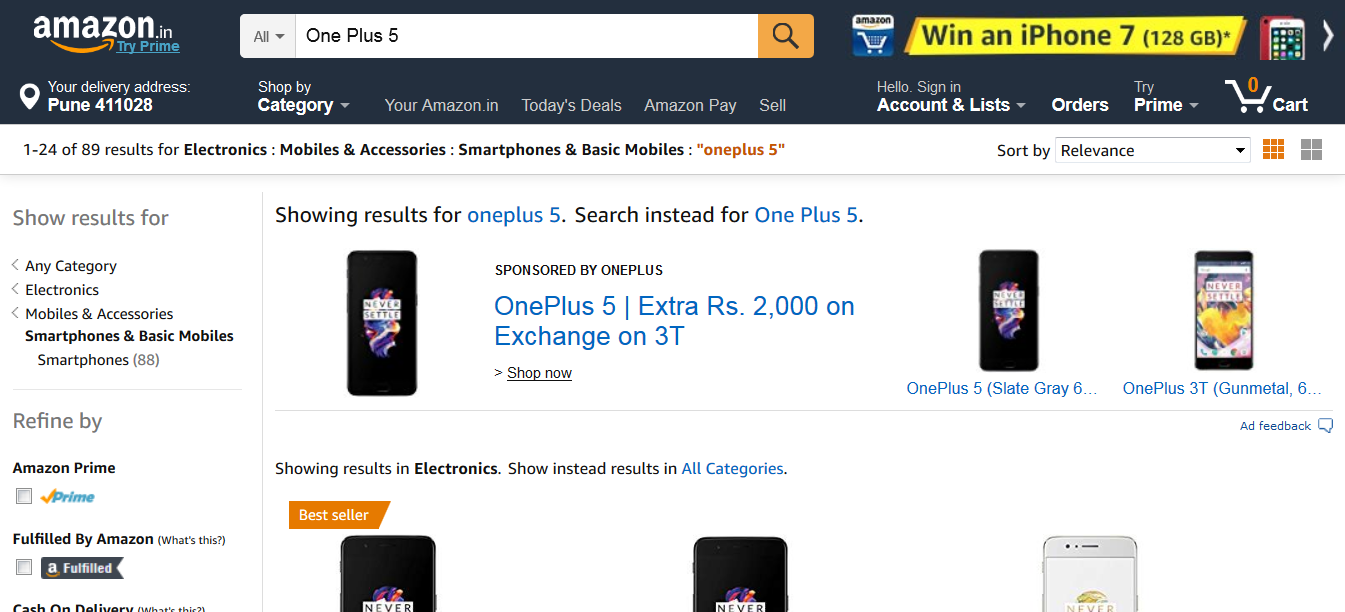 amazon.in
Try Prime
All
One Plus 5
amazon
Win an iPhone 7 (128 GB)*
Your delivery address:
Pune 411028
Shop by
Category
Your Amazon.in
Today's Deals
Amazon Pay
Sell
Hello. Sign in
Account & Lists
Orders
Try
Prime
0
Cart
1-24 of 89 results for Electronics : Mobiles & Accessories : Smartphones & Basic Mobiles : "oneplus 5"
Sort by
Relevance
Show results for
Any Category
Electronics
Mobiles & Accessories
Smartphones & Basic Mobiles
Smartphones (88)
Refine by
Amazon Prime
Prime
Fulfilled By Amazon (What's this?)
a Fulfilled
Cash On Delivery (What's this?)
Showing results for oneplus 5. Search instead for One Plus 5.
NEVER
SETTLE
SPONSORED BY ONEPLUS
OnePlus 5 | Extra Rs. 2,000 on
Exchange on 3T
> Shop now
NEVER
SETTLE
OnePlus 5 (Slate Gray 6...
NEVER
SETTLE
OnePlus 3T (Gunmetal, 6...
Ad feedback
Showing results in Electronics. Show instead results in All Categories.
Best seller
NEVER
NEVER
NEVER